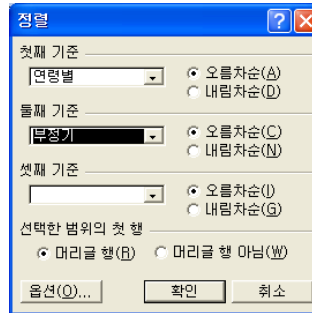 정렬
첫째 기준
연령별
오름차순(A)
내림차순(D)
둘째 기준
부정기
오름차순(C)
내림차순(N)
셋째 기준
오름차순(I)
내림차순(G)
선택한 범위의 첫 행
머리글 행(R) 머리글 행 아님(W)
옵션(O)... 확인 취소